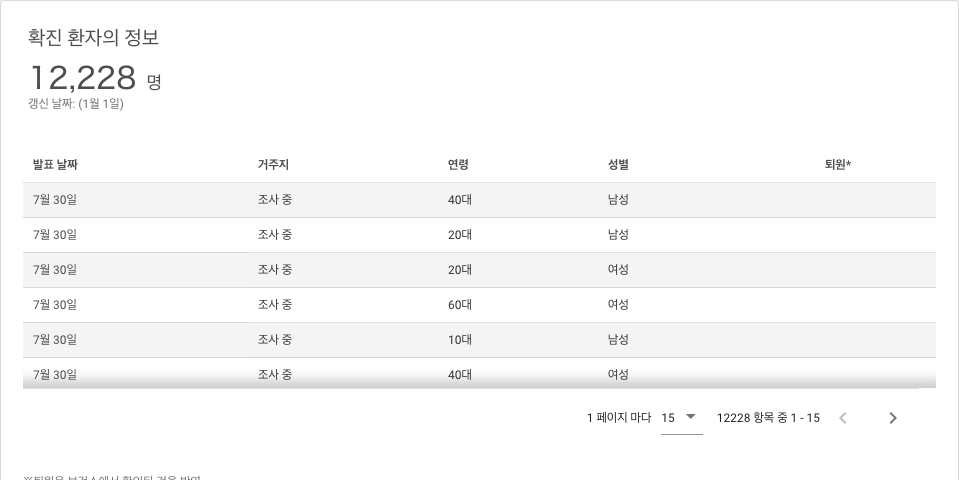 확진 환자의 정보
12,228 명
갱신 날짜: (1월 1일)
발표 날짜 거주지 연령 성별 퇴원*
7월 30일 조사 중 40대 남성
7월 30일 조사 중 20대 남성
7월 30일 조사 중 20대 여성
7월 30일 조사 중 60대 여성
7월 30일 조사 중 10대 남성
7월 30일 조사 중 40대 여성
1 페이지 마다 15 12228 항목 중 1 - 15